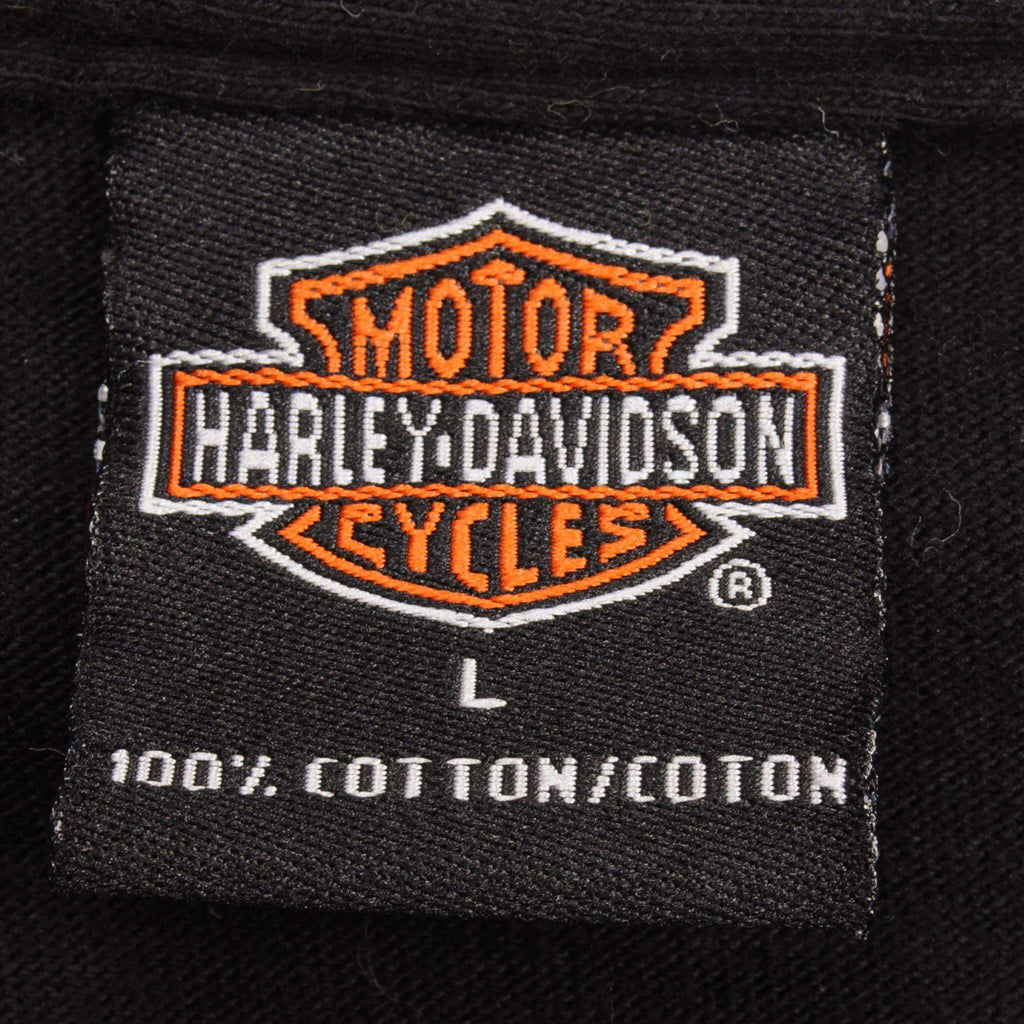 MOTOR
HARLEY-DAVIDSON
CYCLES
®
L
100% COTTON/COTON